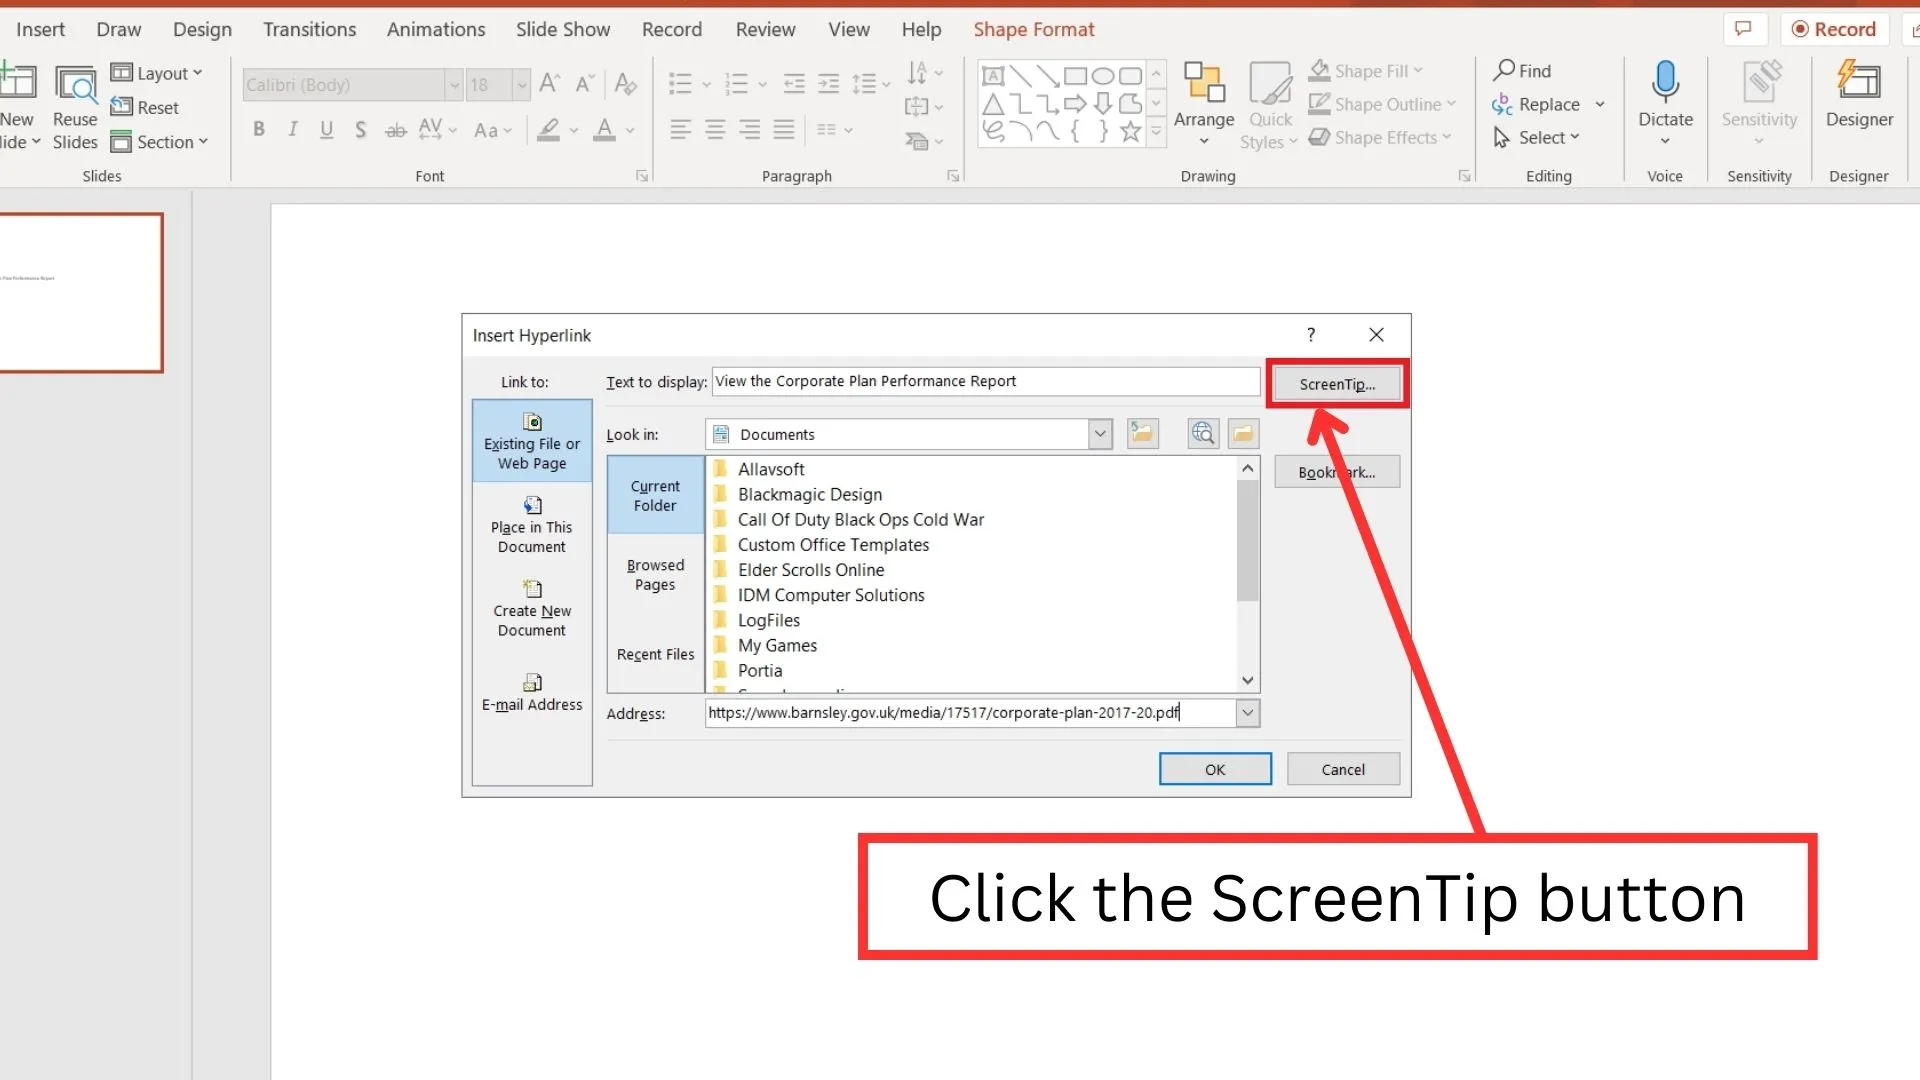 Insert Draw Design Transitions Animations Slide Show Record Review View Help Shape Format Record
Layout
Reset
Section
New
lide
Reuse
Slides
Slides
Calibri (Body) 18
B I U S ab AV Aa A
Font
Paragraph
Arrange
Quick
Styles
Shape Fill
Shape Outline
Shape Effects
Drawing
Find
Replace
Select
Editing
Dictate
Voice
Sensitivity
Sensitivity
Designer
Designer
Plan Performance Report
Insert Hyperlink ?
Link to:
Text to display: View the Corporate Plan Performance Report
ScreenTip...
Existing File or
Web Page
Place in This
Document
Create New
Document
E-mail Address
Look in: Documents
Current
Folder
Browsed
Pages
Recent Files
Allavsoft
Blackmagic Design
Call Of Duty Black Ops Cold War
Custom Office Templates
Elder Scrolls Online
IDM Computer Solutions
LogFiles
My Games
Portia
Bookmark...
Address: https://www.barnsley.gov.uk/media/17517/corporate-plan-2017-20.pdf
OK Cancel
Click the ScreenTip button